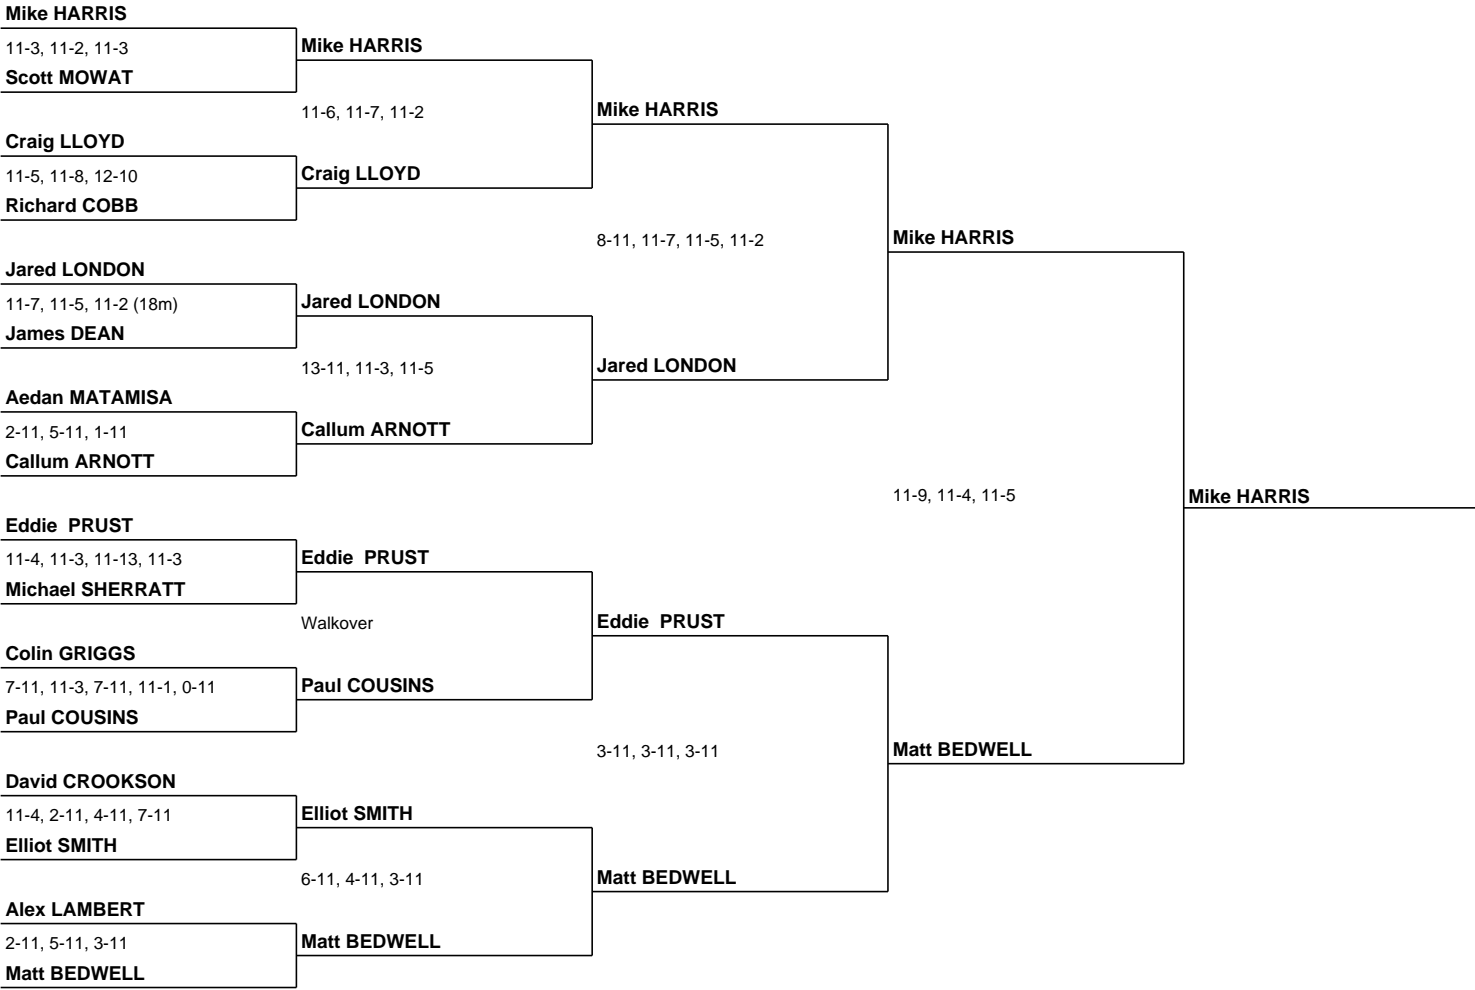 Mike HARRIS
11-3, 11-2, 11-3
Scott MOWAT
Craig LLOYD
11-5, 11-8, 12-10
Richard COBB
Jared LONDON
11-7, 11-5, 11-2 (18m)
James DEAN
Aedan MATAMISA
2-11, 5-11, 1-11
Callum ARNOTT
Eddie  PRUST
11-4, 11-3, 11-13, 11-3
Michael SHERRATT
Colin GRIGGS
7-11, 11-3, 7-11, 11-1, 0-11
Paul COUSINS
David CROOKSON
11-4, 2-11, 4-11, 7-11
Elliot SMITH
Alex LAMBERT
2-11, 5-11, 3-11
Matt BEDWELL
Mike HARRIS
11-6, 11-7, 11-2
Craig LLOYD
Jared LONDON
13-11, 11-3, 11-5
Callum ARNOTT
Eddie  PRUST
Walkover
Paul COUSINS
Elliot SMITH
6-11, 4-11, 3-11
Matt BEDWELL
Mike HARRIS
8-11, 11-7, 11-5, 11-2
Jared LONDON
Eddie  PRUST
3-11, 3-11, 3-11
Matt BEDWELL
Mike HARRIS
11-9, 11-4, 11-5
Matt BEDWELL
Mike HARRIS